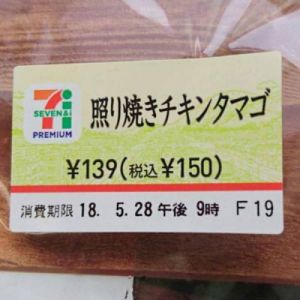 7i
SEVEN&i
PREMIUM
照り焼きチキンタマゴ
¥139(税込¥150)
消費期限 18. 5.28 午後 9時 F19